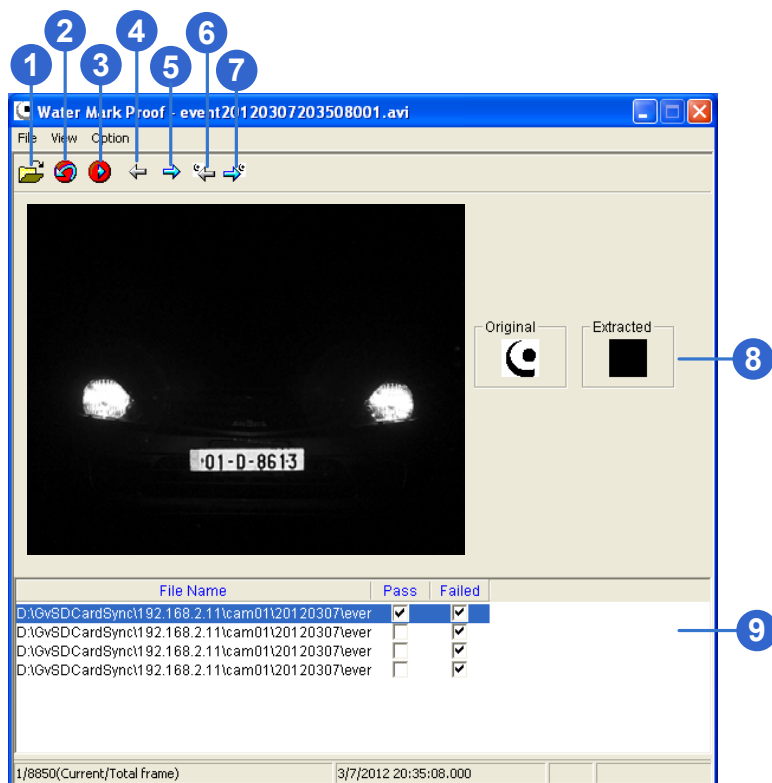 2 4 6
1 3 5 7
Water Mark Proof - event20120307203508001.avi
File View Option
Original Extracted
8
01-D-8613
File Name Pass Failed
D:\GvSDCardSync\192.168.2.11\cam01\20120307\ever
D:\GvSDCardSync\192.168.2.11\cam01\20120307\ever
9
D:\GvSDCardSync\192.168.2.11\cam01\20120307\ever
D:\GvSDCardSync\192.168.2.11\cam01\20120307\ever
1/8850(Current/Total frame) 3/7/2012 20:35:08.000